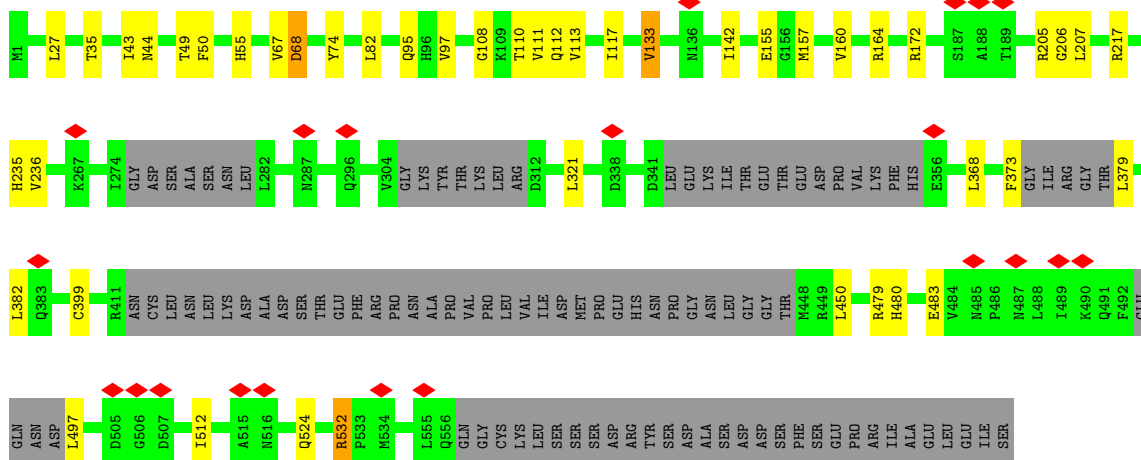 M1 L27 T35 I43 N44 T49 F50 H55 V67 D68 Y74 L82 Q95 H96 V97 G108 K109 T110 V111 Q112 V113 I117 V133 N136 I142 E155 G156 M157 V160 R164 R172 S187 A188 T189 R205 G206 L207 R217
H235 V236 K267 I274 GLY ASP SER ALA SER ASN LEU L282 N287 Q296 V304 GLY LYS TYR THR LYS LEU ARG D312 L321 D338 D341 LEU GLU LYS ILE THR GLU THR GLU ASP PRO VAL LYS PHE HIS E356 L368 F373 GLY ILE ARG GLY THR L379
L382 Q383 C399 R411 ASN CYS LEU ASN LEU LYS ASP ALA ASP SER THR GLU PHE ARG PRO ASN ALA PRO VAL PRO LEU VAL ILE ASP MET PRO GLU HIS ASN PRO GLY ASN LEU GLY GLY THR M448 R449 L450 R479 H480 E483 V484 N485 P486 N487 L488 I489 K490 Q491 F492
GLN ASN ASP L497 D505 G506 D507 I512 A515 N516 Q524 R532 P533 M534 L555 Q556 GLN GLY CYS LYS LEU SER SER SER ASP ARG TYR SER ASP ALA SER ASP ASP SER PHE SER GLU PRO ARG ILE ALA GLU LEU GLU ILE SER